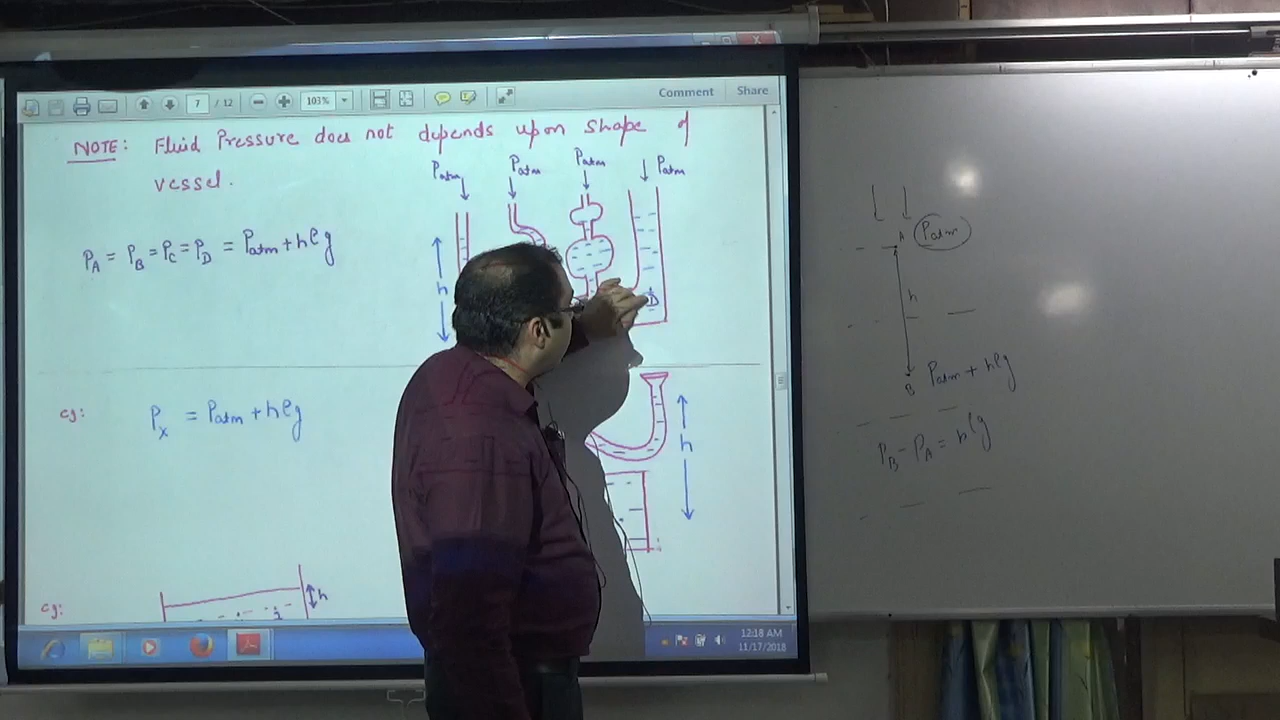 7 / 12
103%
Comment
Share
NOTE: Fluid Pressure does not depends upon shape of
vessel.
Patm
Patm
Patm
Patm
PA = PB = PC = PD = Patm + hρg
h
D
eg:
Px = Patm + hρg
h
eg:
h
12:18 AM
11/17/2018
A
Patm
h
B
Patm + hρg
PB - PA = hρg